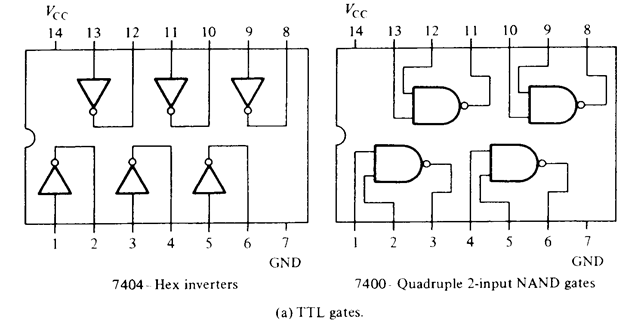 V_CC
14 13 12 11 10 9 8
1 2 3 4 5 6 7
GND
7404 - Hex inverters
V_CC
14 13 12 11 10 9 8
1 2 3 4 5 6 7
GND
7400 - Quadruple 2-input NAND gates
(a) TTL gates.